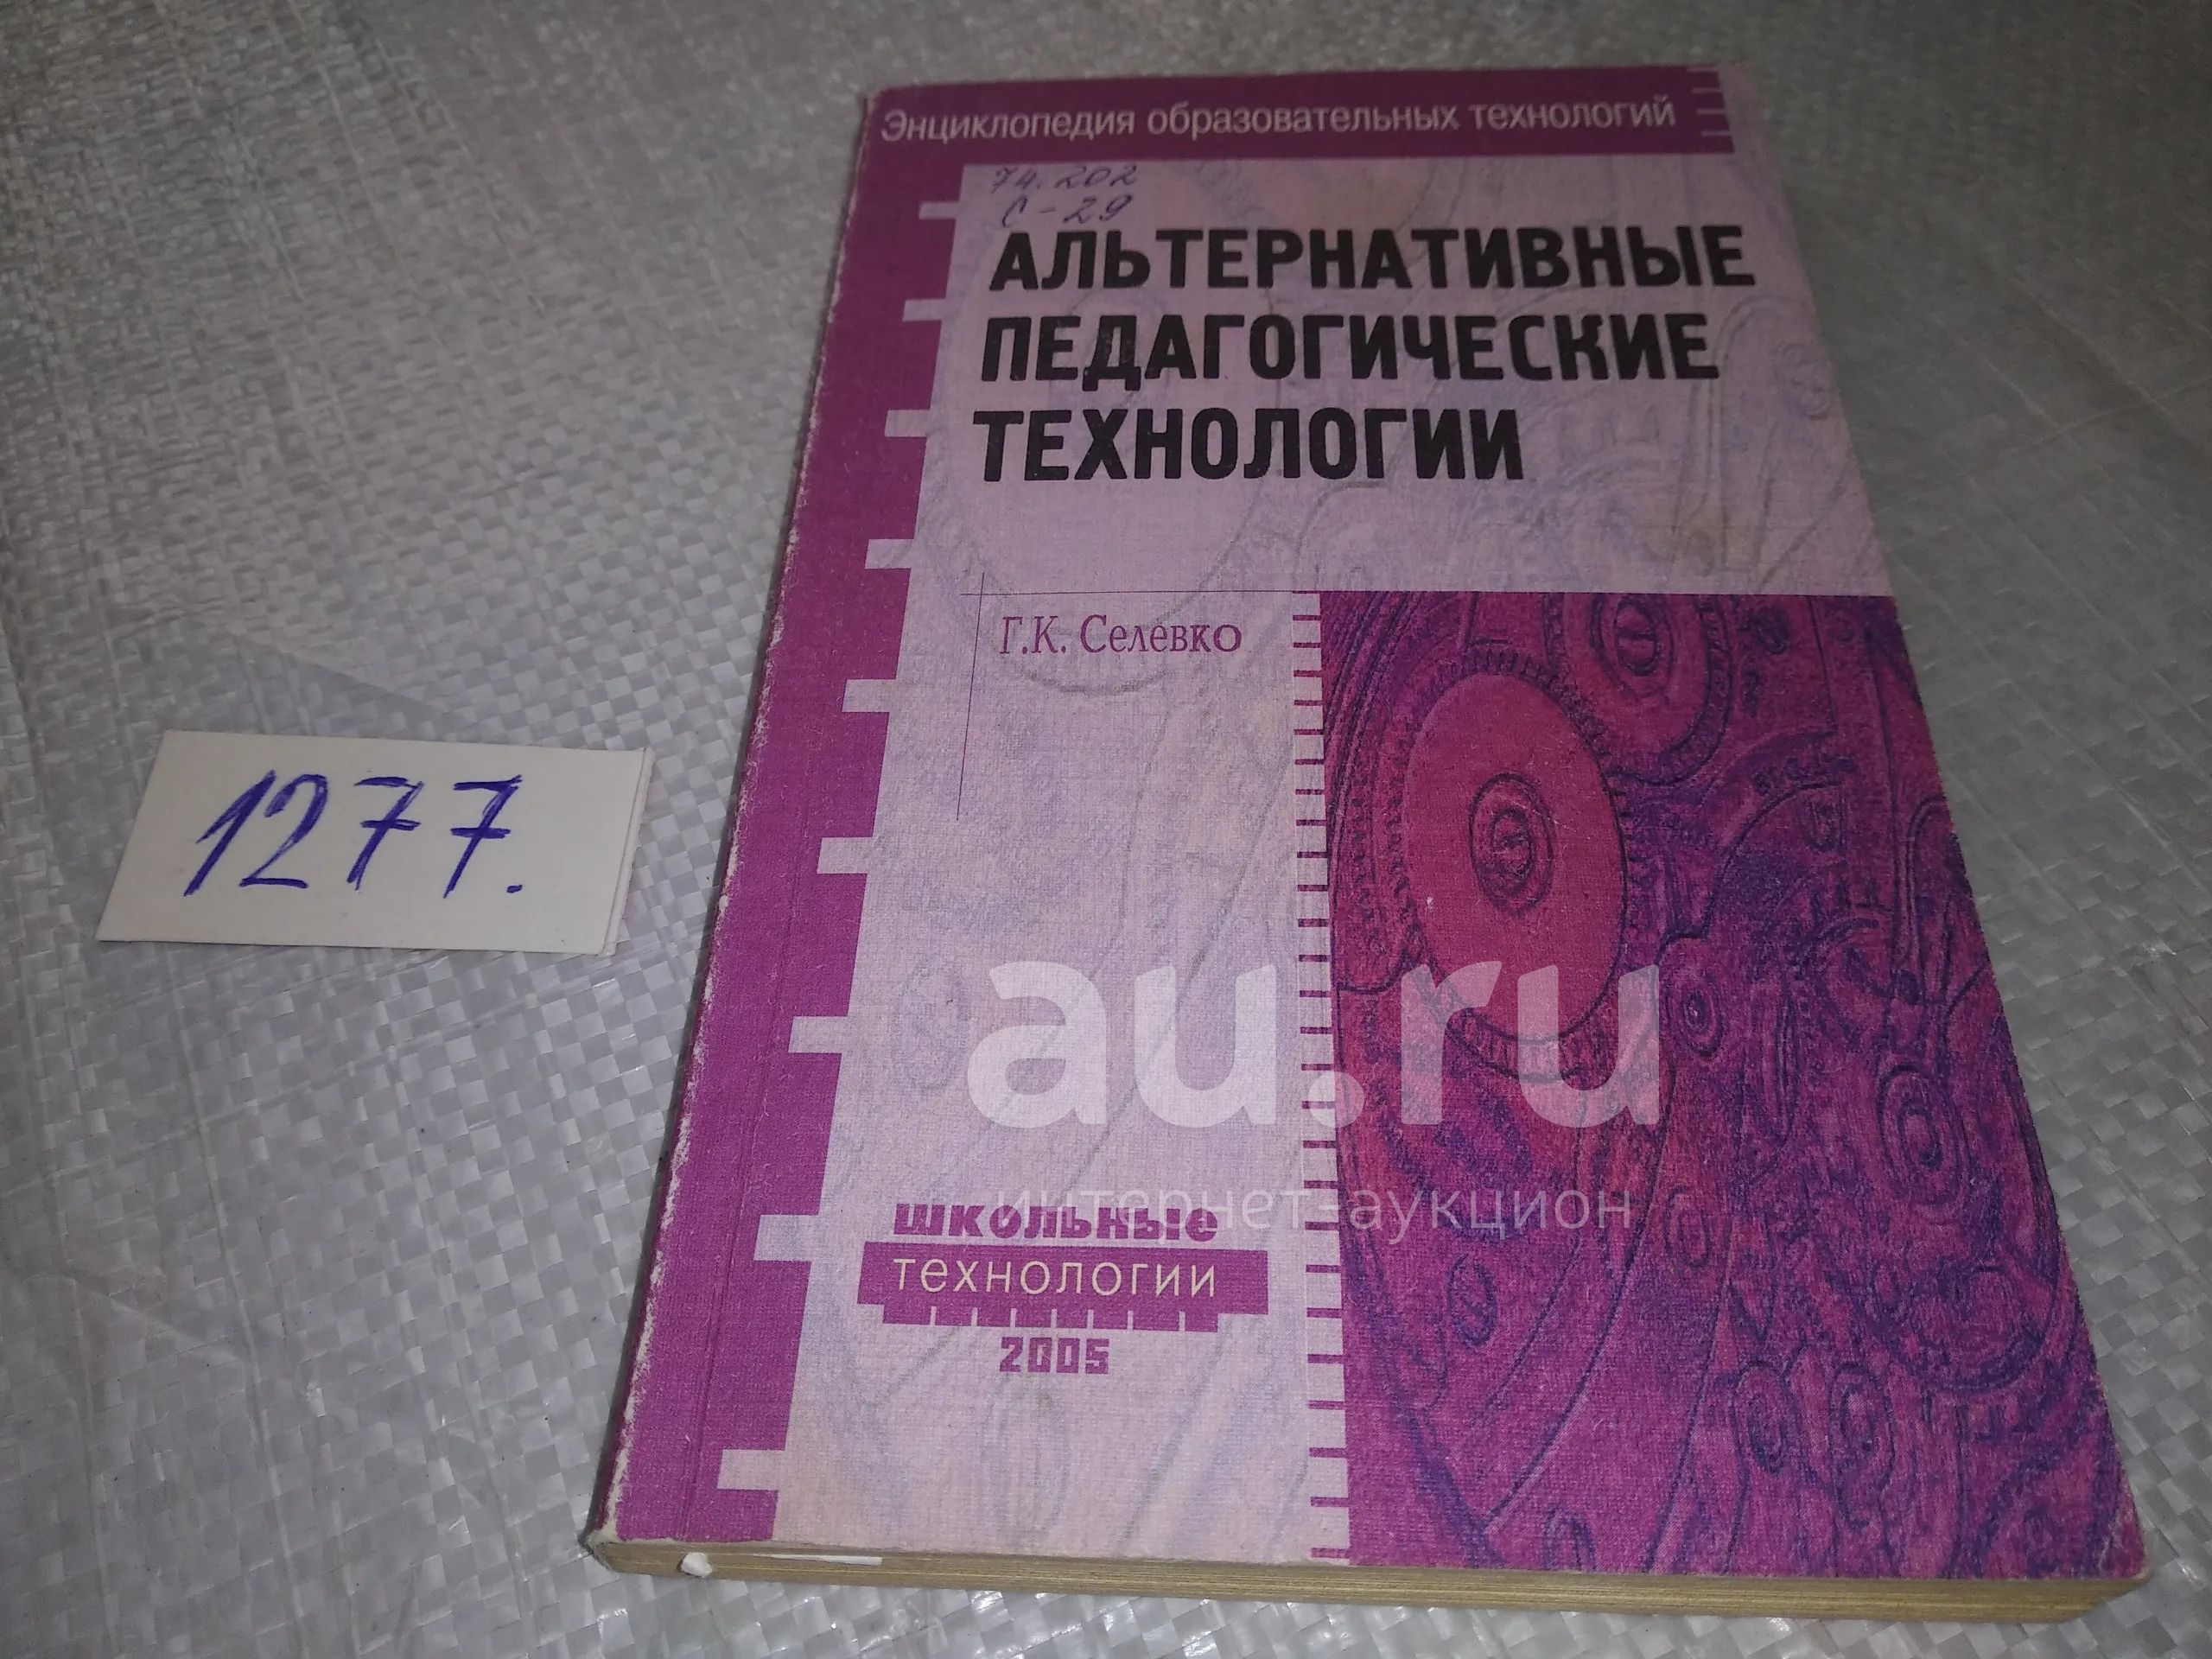 Энциклопедия образовательных технологий
74.202
С-29
АЛЬТЕРНАТИВНЫЕ
ПЕДАГОГИЧЕСКИЕ
ТЕХНОЛОГИИ
Г.К. Селевко
1277.
au.ru
интернет-аукцион
школьные
технологии
2005